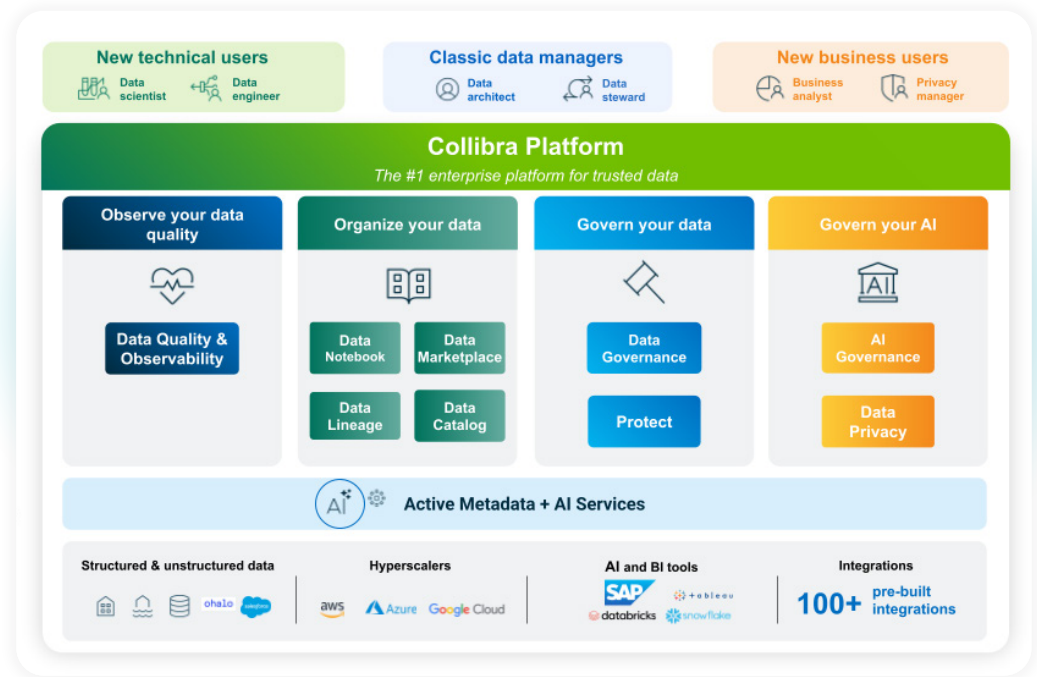 New technical users
Data
scientist
Data
engineer
Classic data managers
Data
architect
Data
steward
New business users
Business
analyst
Privacy
manager
Collibra Platform
The #1 enterprise platform for trusted data
Observe your data
quality
Data Quality &
Observability
Organize your data
Data
Notebook
Data
Marketplace
Data
Lineage
Data
Catalog
Govern your data
Data
Governance
Protect
Govern your AI
AI
AI
Governance
Data
Privacy
AI
Active Metadata + AI Services
Structured & unstructured data
ohalo
salesforce
Hyperscalers
aws
Azure
Google Cloud
AI and BI tools
SAP
+ableau
databricks
snowflake
Integrations
100+
pre-built
integrations